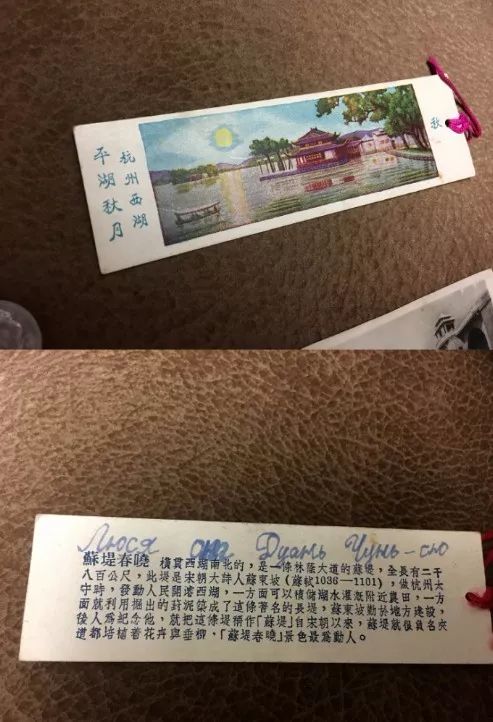 秋
杭州西湖
平湖秋月
Люся Дуань Чунь-сю
蘇堤春曉 橫貫西湖南北的，是一條林蔭大道的蘇堤，全長有二千
八百公尺，此堤是宋朝大詩人蘇東坡（蘇軾1036—1101），做杭州太
守時，發動人民開濬西湖，一方面可以積儲湖水灌漑附近農田，一方
面就利用掘出的葑泥築成了這條著名的長堤，蘇東坡勤於地方建設，
後人爲紀念他，就把這條堤稱作「蘇堤」自宋朝以來，蘇堤就很負名夾
道都培植着花卉與垂柳，「蘇堤春曉」景色最爲動人。